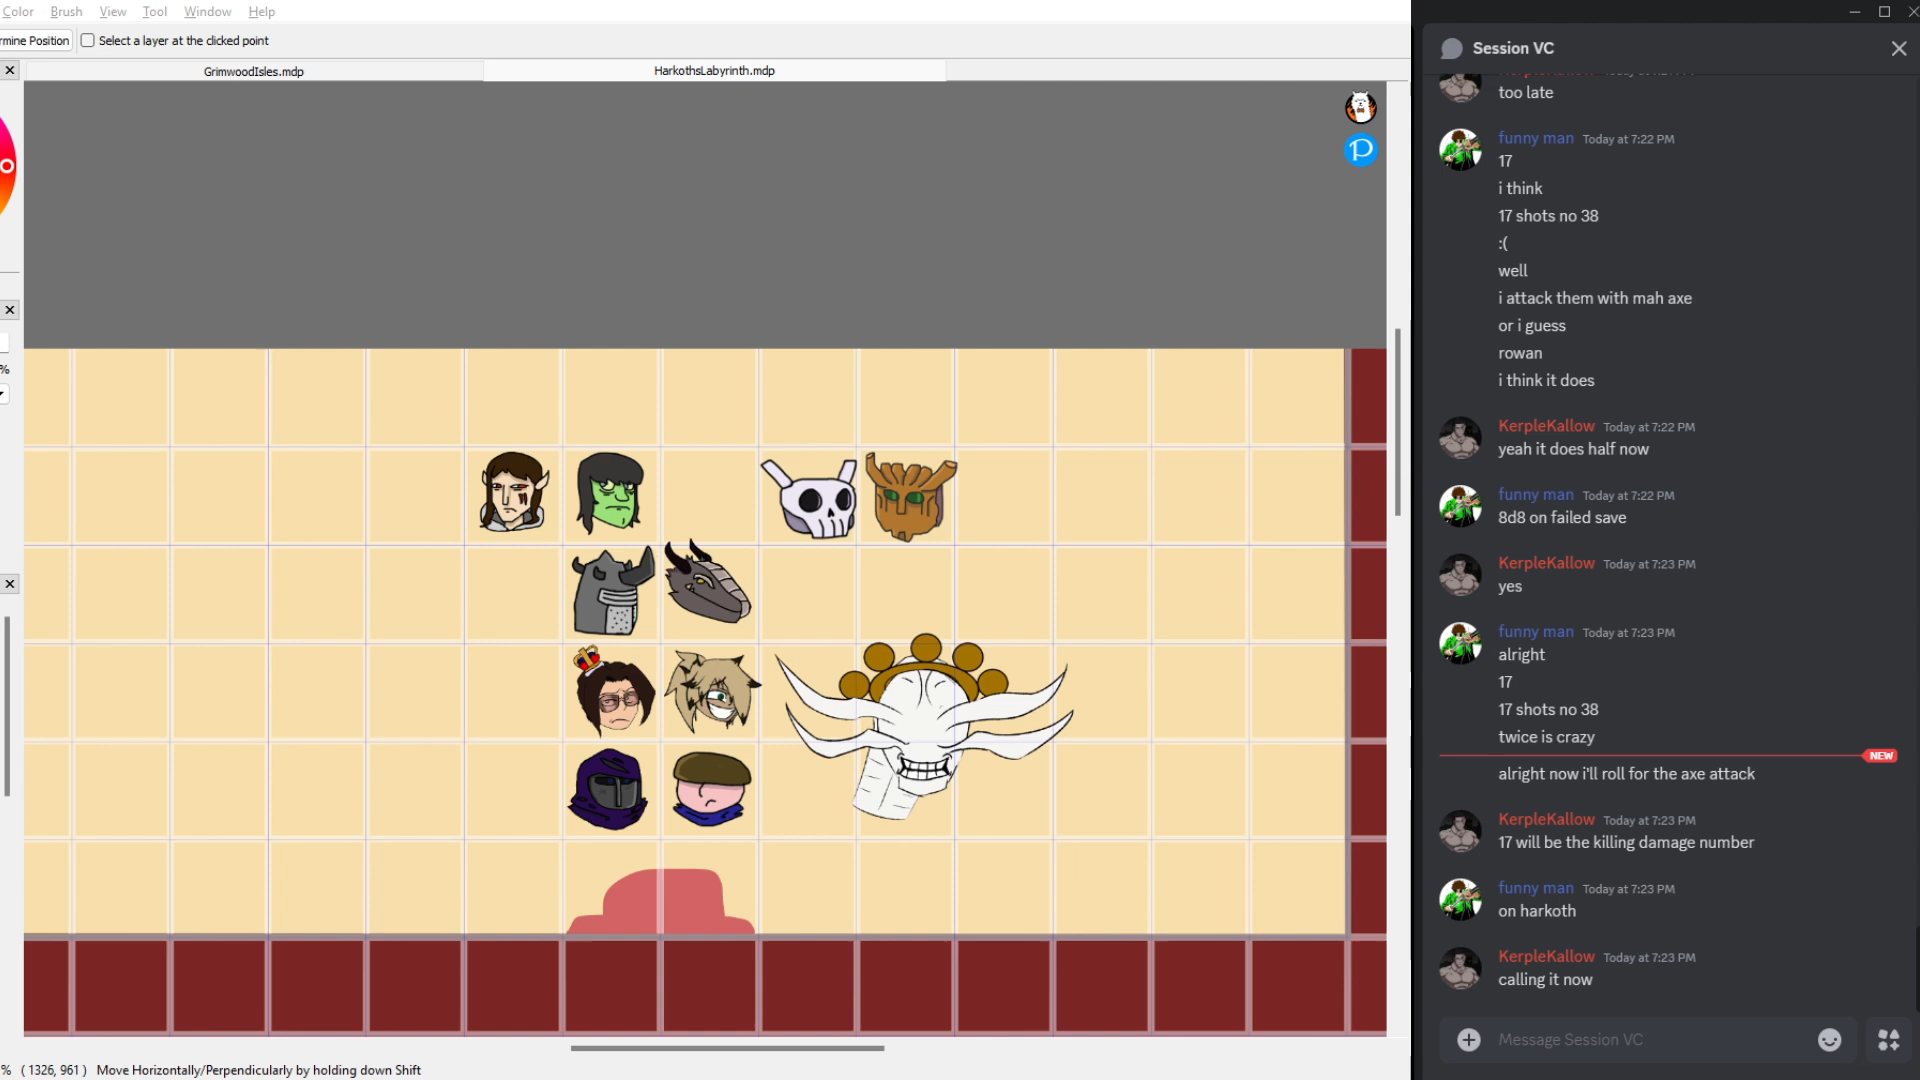 Color Brush View Tool Window Help
rmine Position Select a layer at the clicked point
GrimwoodIsles.mdp HarkothsLabyrinth.mdp
%
% ( 1326, 961 ) Move Horizontally/Perpendicularly by holding down Shift
Session VC
too late
funny man Today at 7:22 PM
17
i think
17 shots no 38
:(
well
i attack them with mah axe
or i guess
rowan
i think it does
KerpleKallow Today at 7:22 PM
yeah it does half now
funny man Today at 7:22 PM
8d8 on failed save
KerpleKallow Today at 7:23 PM
yes
funny man Today at 7:23 PM
alright
17
17 shots no 38
twice is crazy
NEW
alright now i'll roll for the axe attack
KerpleKallow Today at 7:23 PM
17 will be the killing damage number
funny man Today at 7:23 PM
on harkoth
KerpleKallow Today at 7:23 PM
calling it now
Message Session VC